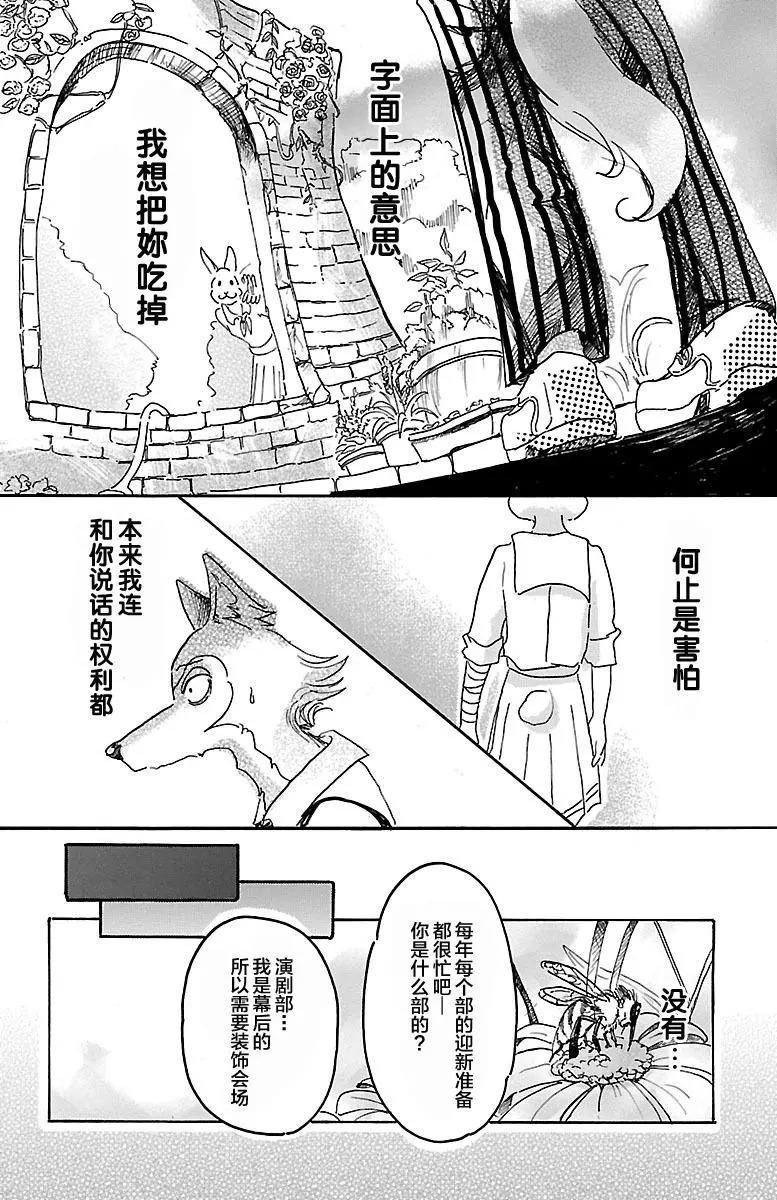 字面上的意思
我想把妳吃掉
何止是害怕
本来我连
和你说话的权利都
没有…
每年每个部的迎新准备
都很忙吧—
你是什么部的？
演剧部…
我是幕后的
所以需要装饰会场